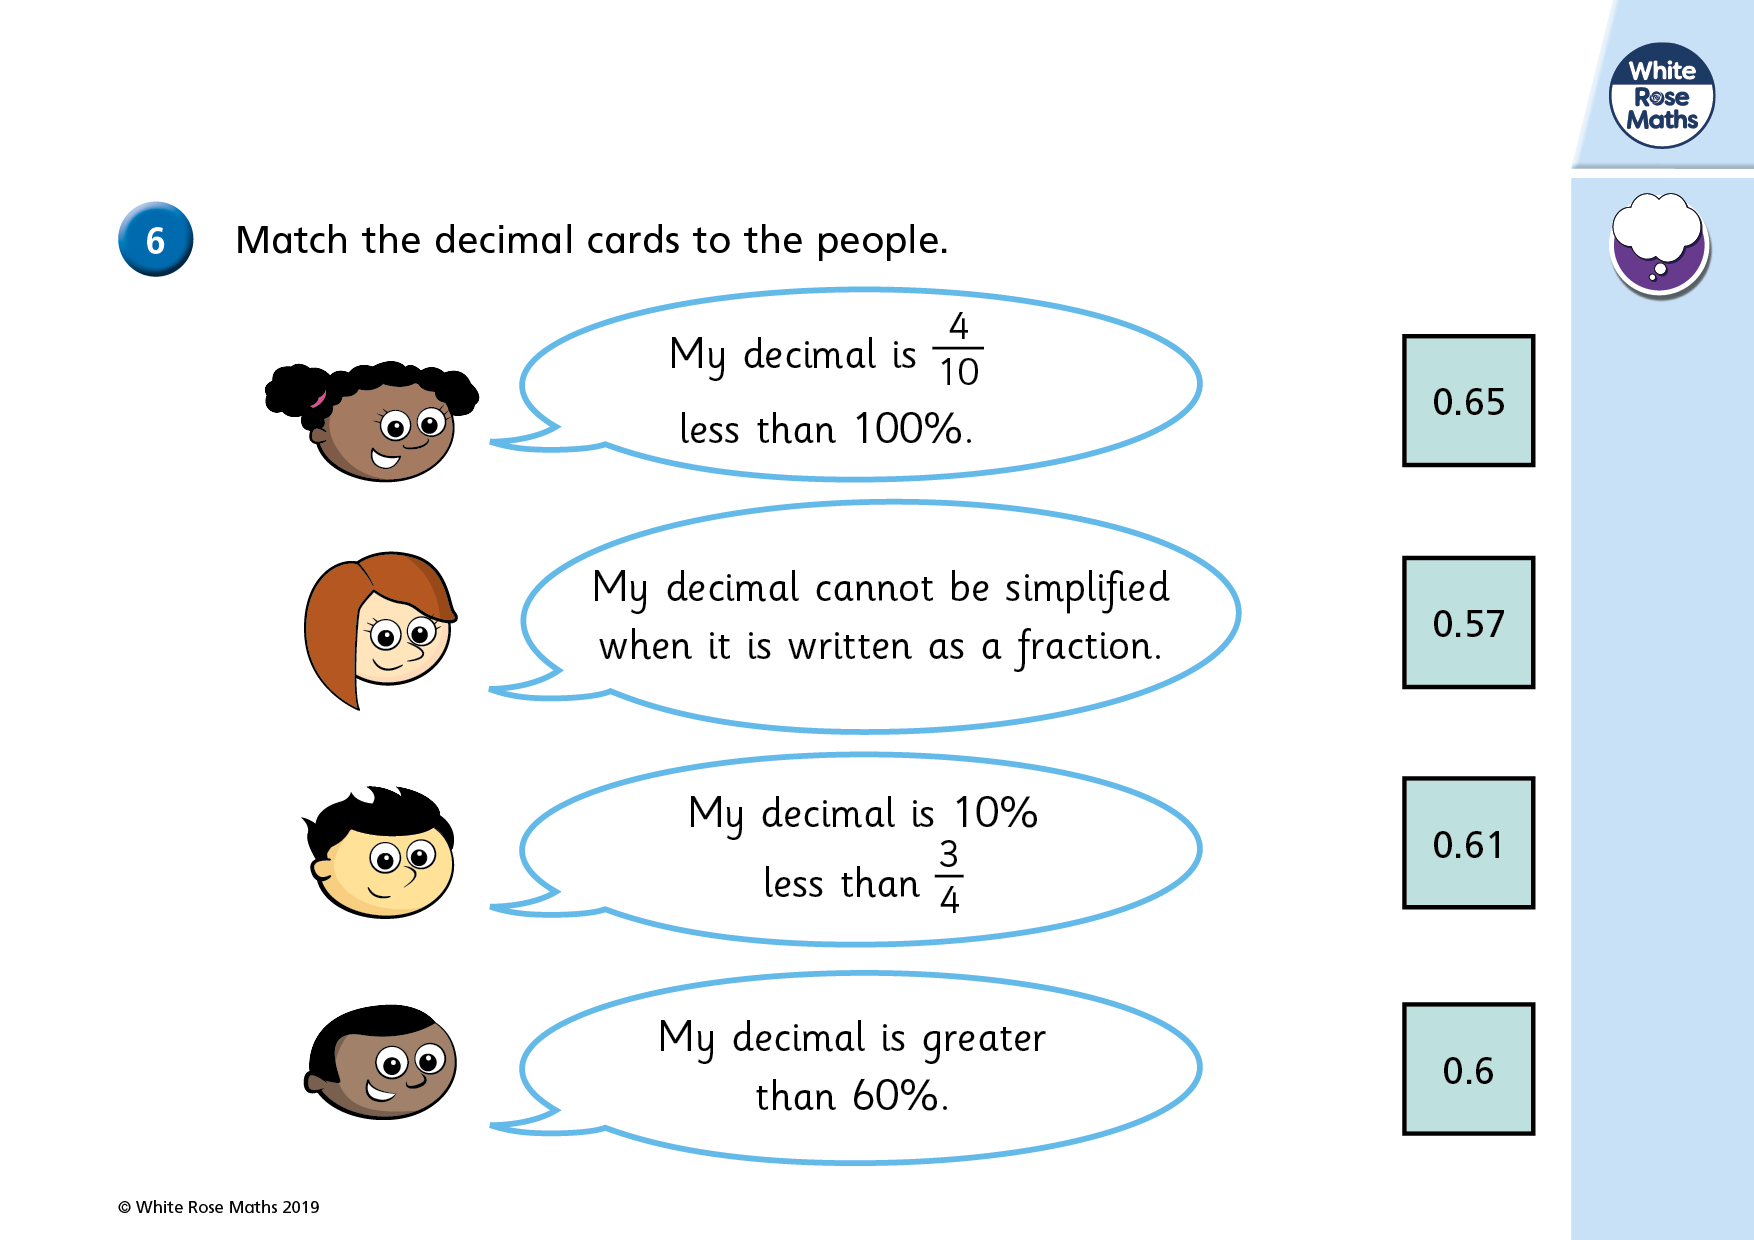 White
Rose
Maths
6 Match the decimal cards to the people.
My decimal is 4/10
less than 100%.
0.65
My decimal cannot be simplified
when it is written as a fraction.
0.57
My decimal is 10%
less than 3/4
0.61
My decimal is greater
than 60%.
0.6
© White Rose Maths 2019